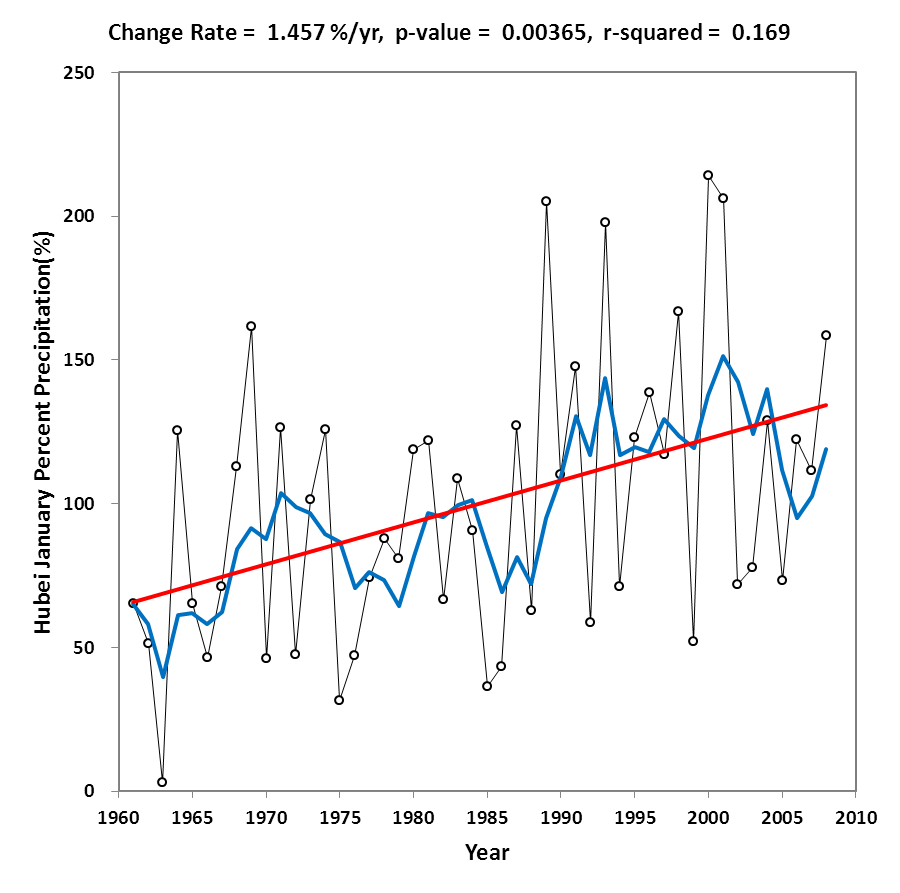 Change Rate = 1.457 %/yr, p-value = 0.00365, r-squared = 0.169
Hubei January Percent Precipitation(%)
250
200
150
100
50
0
1960 1965 1970 1975 1980 1985 1990 1995 2000 2005 2010
Year